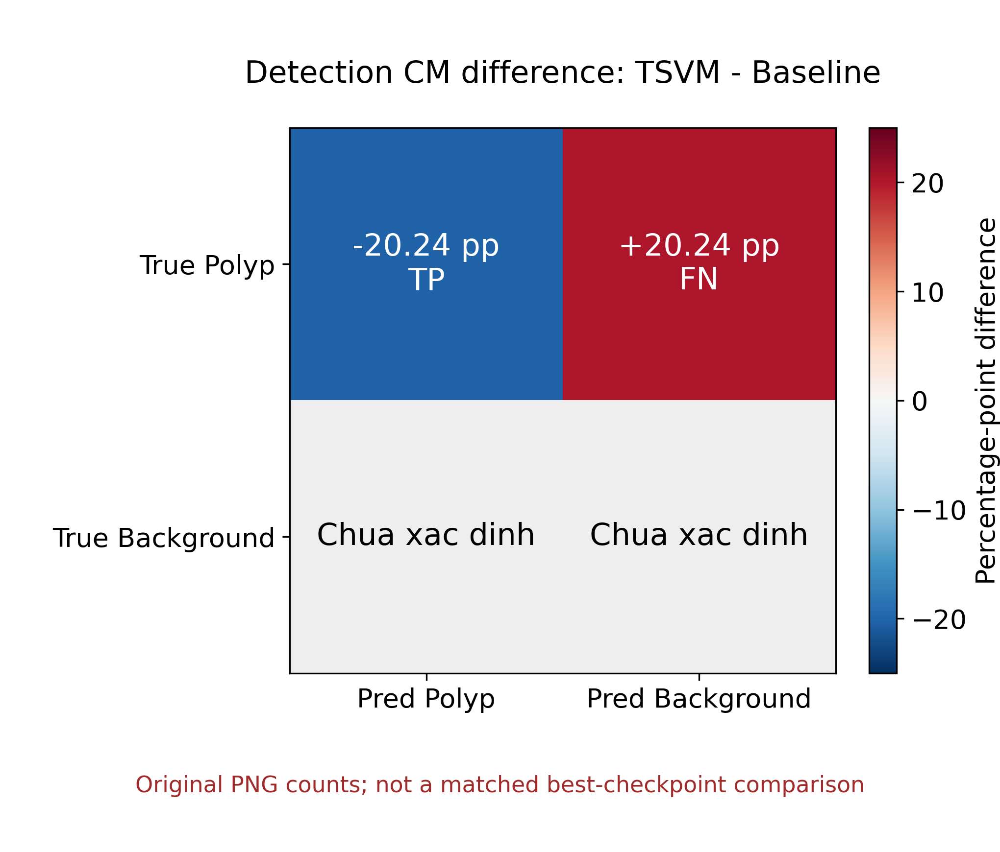 Detection CM difference: TSVM - Baseline
True Polyp
-20.24 pp
TP
+20.24 pp
FN
True Background
Chua xac dinh
Chua xac dinh
Pred Polyp
Pred Background
20
10
0
−10
−20
Percentage-point difference
Original PNG counts; not a matched best-checkpoint comparison